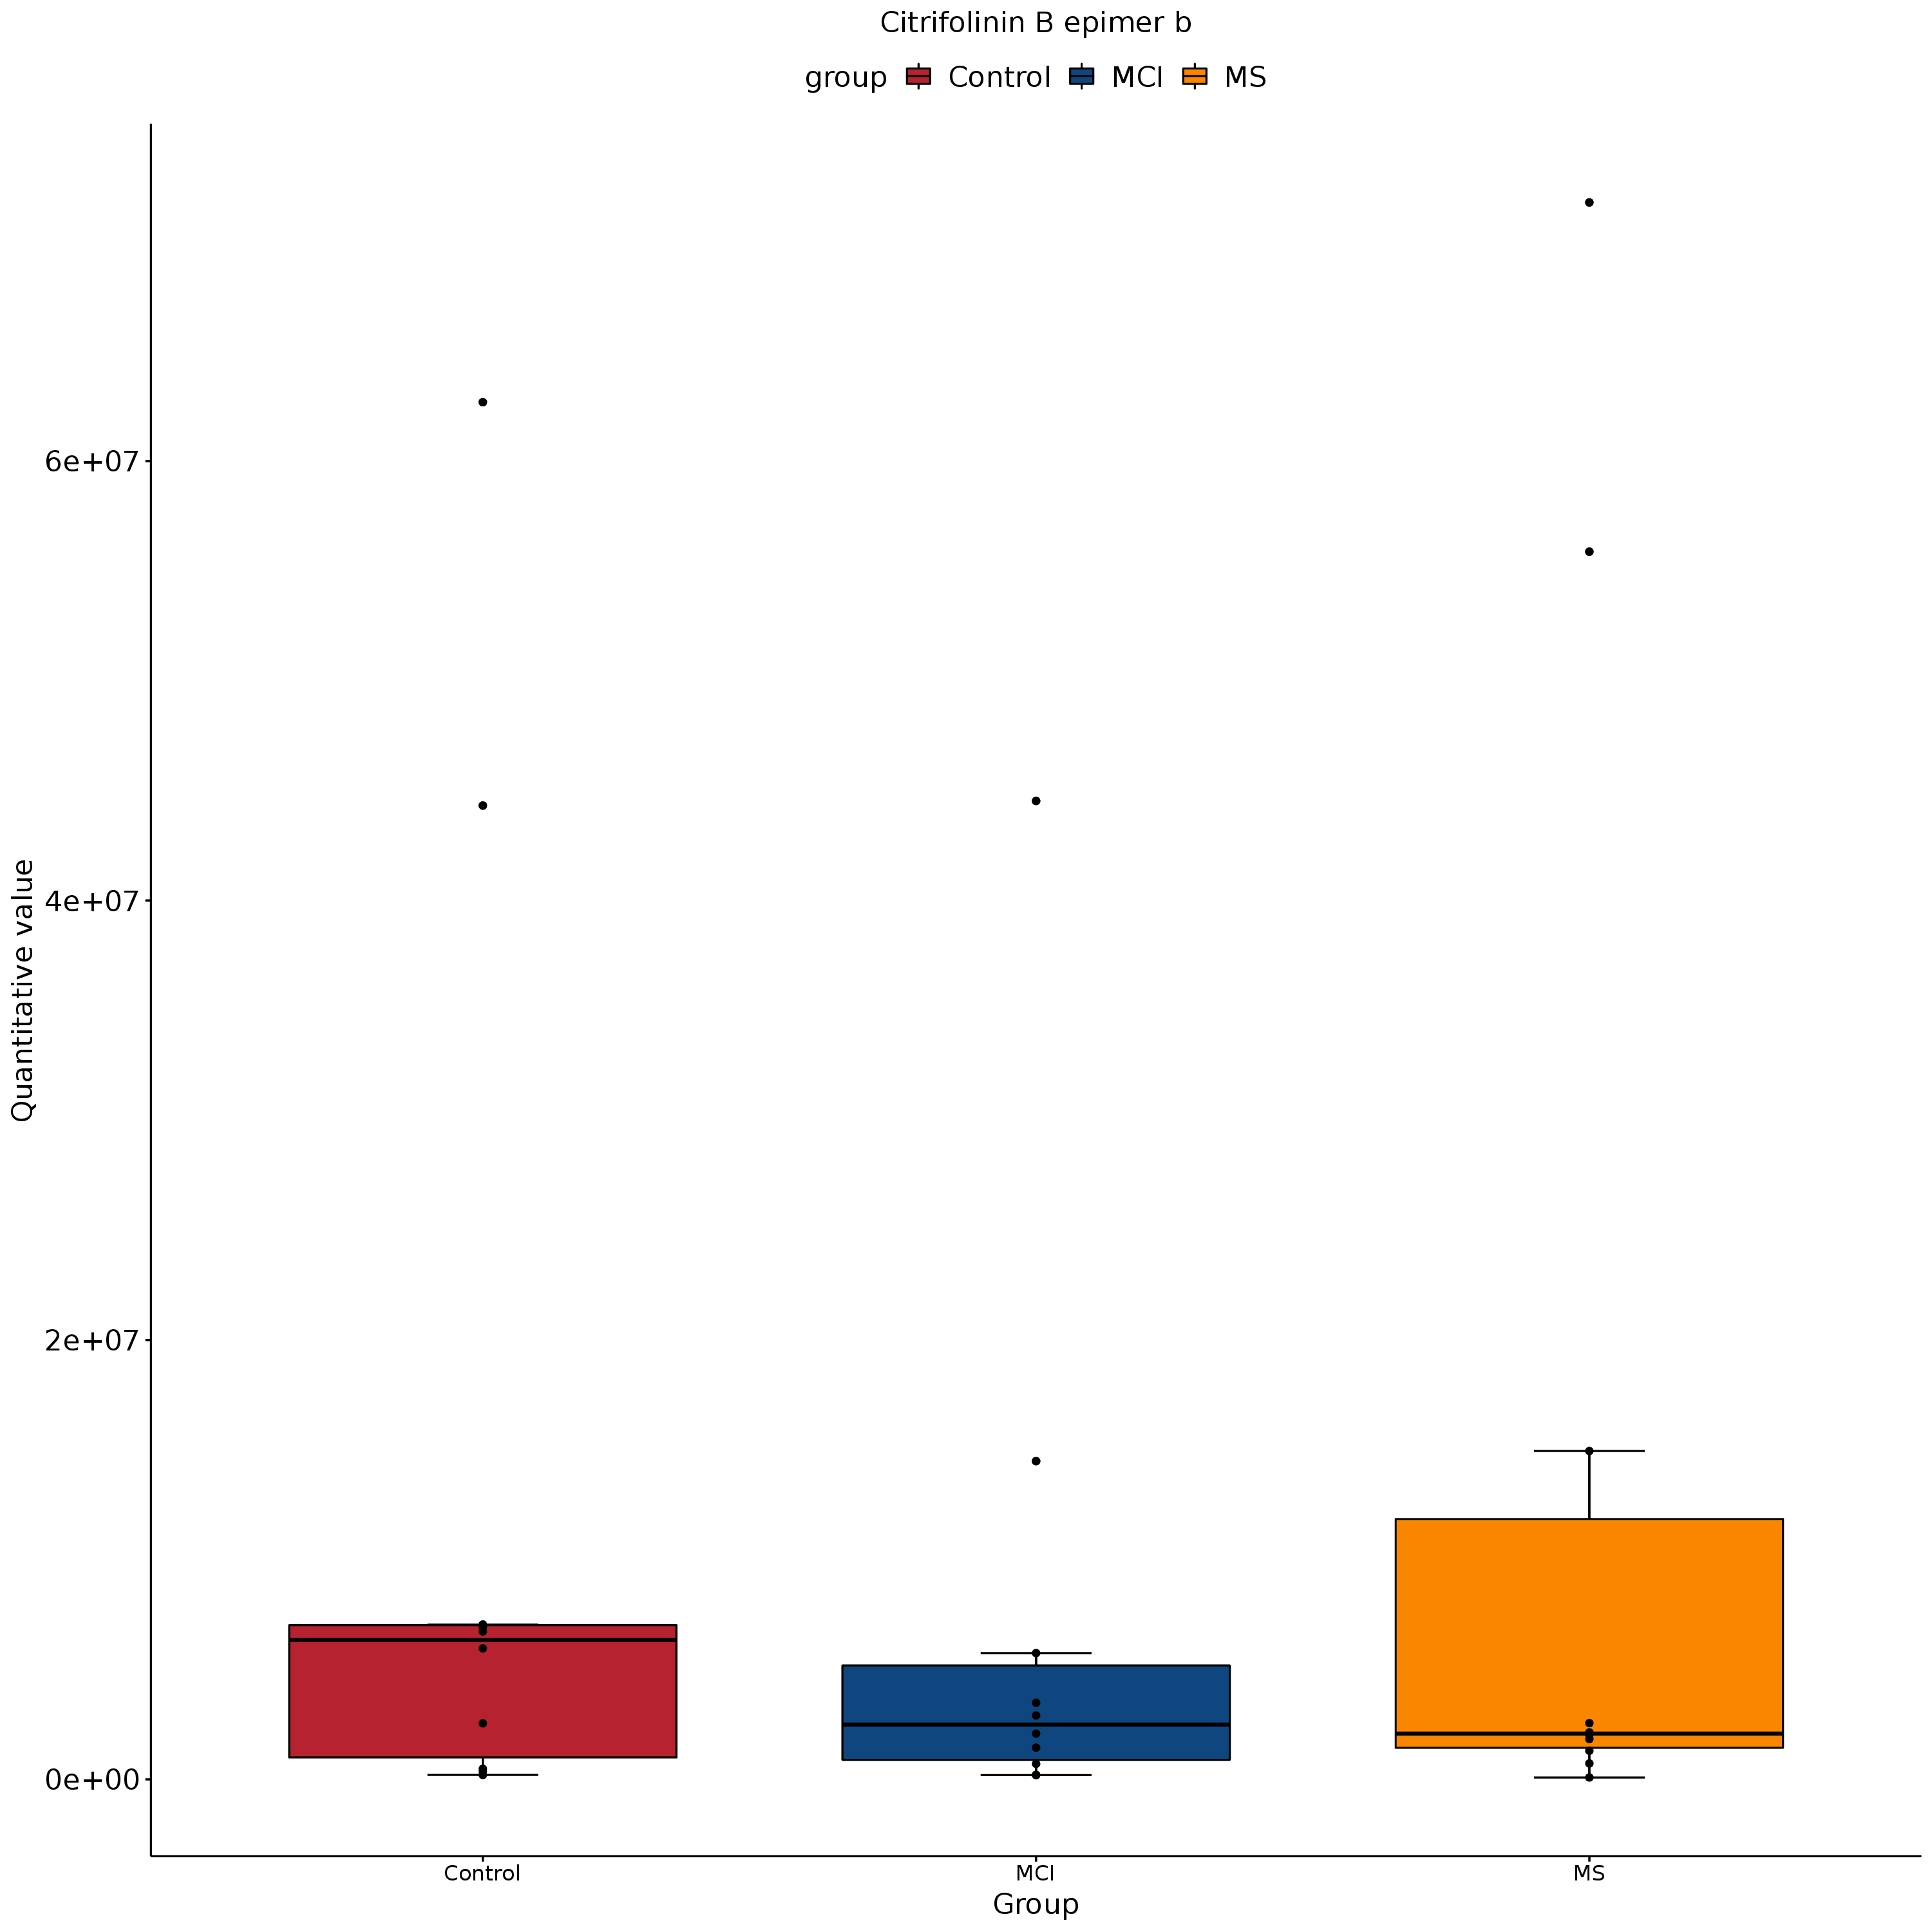 Citrifolinin B epimer b
group Control MCI MS
Quantitative value
6e+07
4e+07
2e+07
0e+00
Control MCI MS
Group